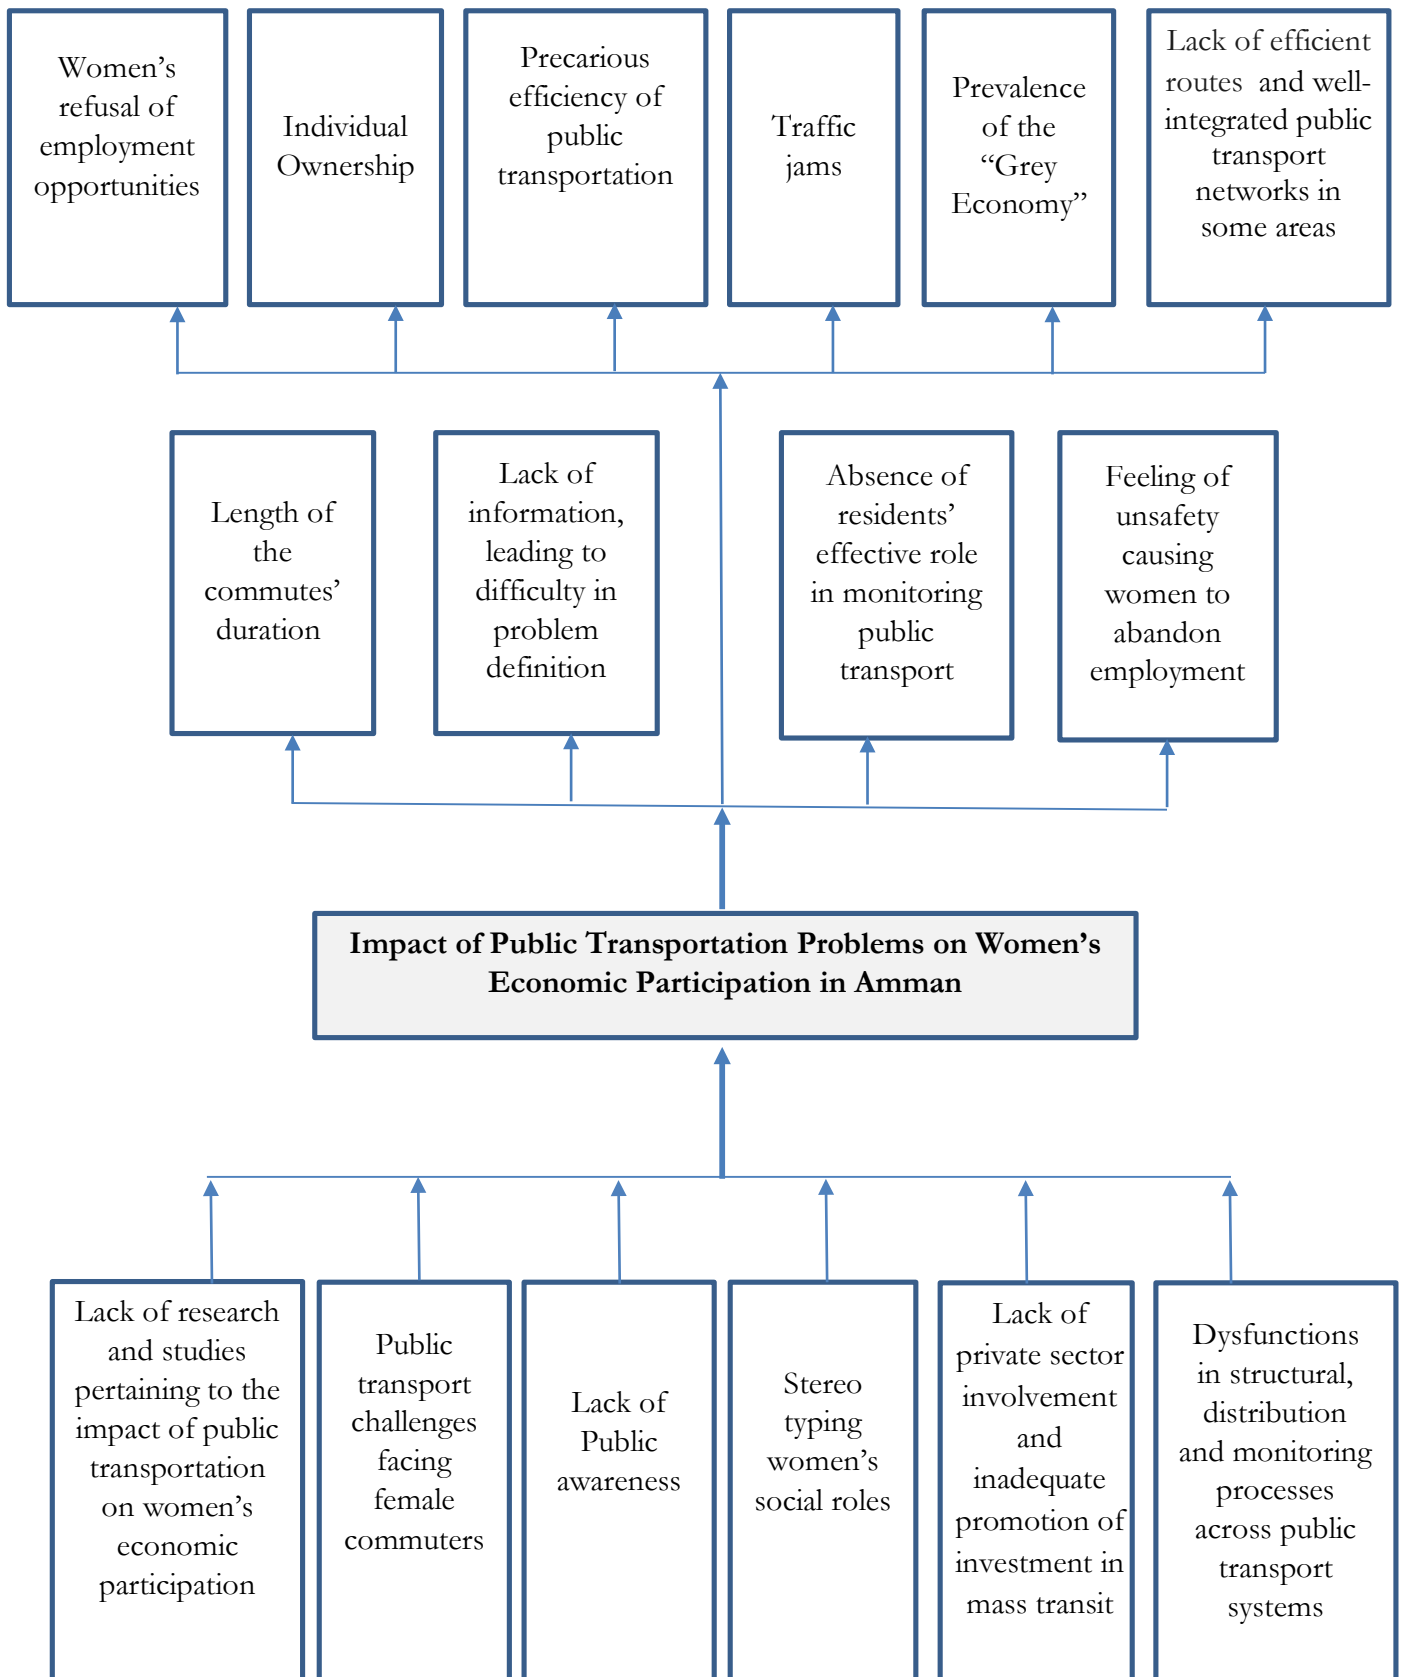 Women’s
refusal of
employment
opportunities
Individual
Ownership
Precarious
efficiency of
public
transportation
Traffic
jams
Prevalence
of the
“Grey
Economy”
Lack of efficient
routes and well-
integrated public
transport
networks in
some areas
Length of
the
commutes’
duration
Lack of
information,
leading to
difficulty in
problem
definition
Absence of
residents’
effective role
in monitoring
public
transport
Feeling of
unsafety
causing
women to
abandon
employment
Impact of Public Transportation Problems on Women’s
Economic Participation in Amman
Lack of research
and studies
pertaining to the
impact of public
transportation
on women’s
economic
participation
Public
transport
challenges
facing
female
commuters
Lack of
Public
awareness
Stereo
typing
women’s
social roles
Lack of
private sector
involvement
and
inadequate
promotion of
investment in
mass transit
Dysfunctions
in structural,
distribution
and monitoring
processes
across public
transport
systems